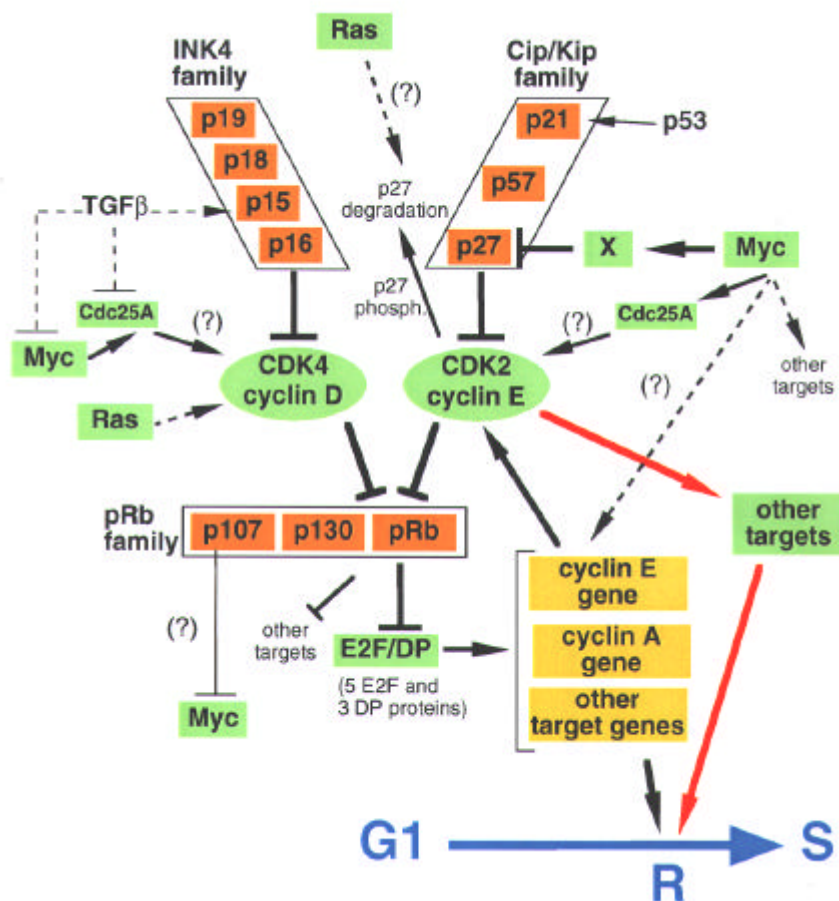 Ras
INK4
family
Cip/Kip
family
(?)
p19
p18
p15
p16
p21
p53
p57
p27
p27
degradation
TGFβ
X
Myc
p27
phosph.
Cdc25A
(?)
Myc
CDK4
cyclin D
CDK2
cyclin E
(?)
Cdc25A
other
targets
(?)
Ras
pRb
family
p107
p130
pRb
other
targets
cyclin E
gene
cyclin A
gene
other
target genes
(?)
other
targets
E2F/DP
(5 E2F and
3 DP proteins)
Myc
G1
S
R